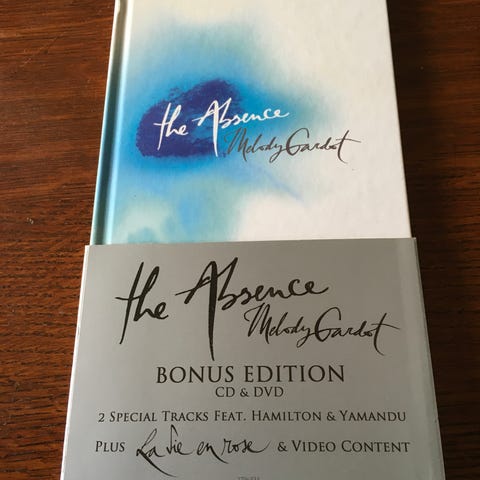 the Absence
Melody Gardot
the Absence
Melody Gardot
BONUS EDITION
CD & DVD
2 SPECIAL TRACKS FEAT. HAMILTON & YAMANDU
PLUS La Vie en rose & VIDEO CONTENT